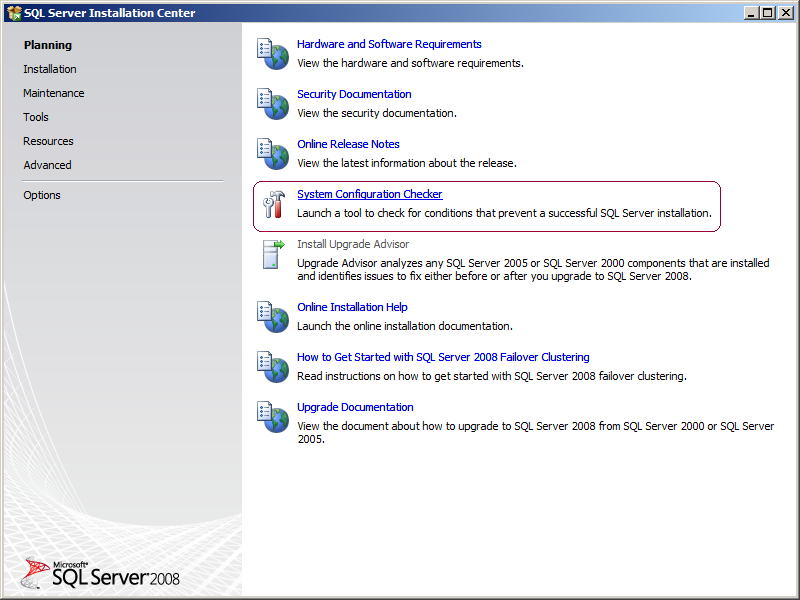 SQL Server Installation Center
Planning
Installation
Maintenance
Tools
Resources
Advanced
Options
Hardware and Software Requirements
View the hardware and software requirements.
Security Documentation
View the security documentation.
Online Release Notes
View the latest information about the release.
System Configuration Checker
Launch a tool to check for conditions that prevent a successful SQL Server installation.
Install Upgrade Advisor
Upgrade Advisor analyzes any SQL Server 2005 or SQL Server 2000 components that are installed
and identifies issues to fix either before or after you upgrade to SQL Server 2008.
Online Installation Help
Launch the online installation documentation.
How to Get Started with SQL Server 2008 Failover Clustering
Read instructions on how to get started with SQL Server 2008 failover clustering.
Upgrade Documentation
View the document about how to upgrade to SQL Server 2008 from SQL Server 2000 or SQL Server
2005.
Microsoft®
SQL Server 2008